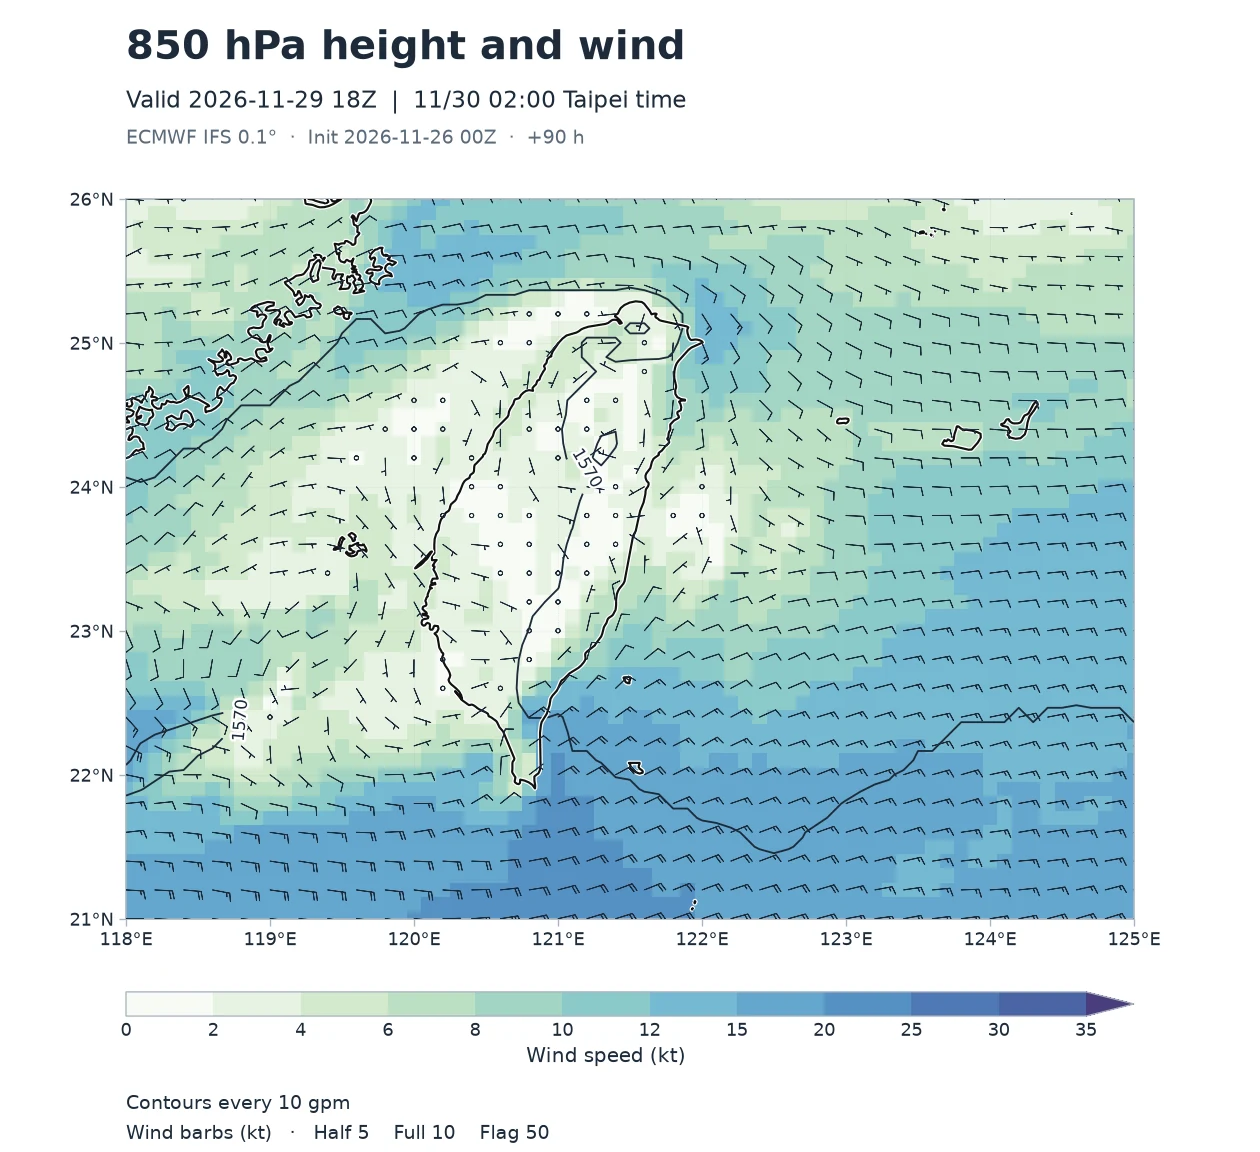 850 hPa height and wind
Valid 2026-11-29 18Z | 11/30 02:00 Taipei time
ECMWF IFS 0.1° · Init 2026-11-26 00Z · +90 h
26°N
25°N
24°N
23°N
22°N
21°N
1570
1570
118°E 119°E 120°E 121°E 122°E 123°E 124°E 125°E
0 2 4 6 8 10 12 15 20 25 30 35
Wind speed (kt)
Contours every 10 gpm
Wind barbs (kt) · Half 5 Full 10 Flag 50